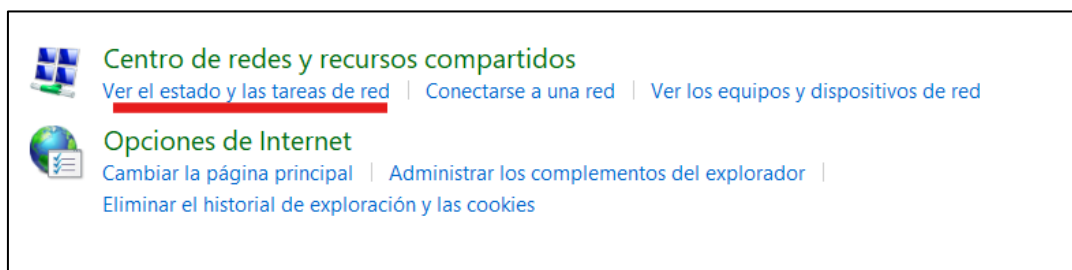 Centro de redes y recursos compartidos
Ver el estado y las tareas de red | Conectarse a una red | Ver los equipos y dispositivos de red
Opciones de Internet
Cambiar la página principal | Administrar los complementos del explorador |
Eliminar el historial de exploración y las cookies